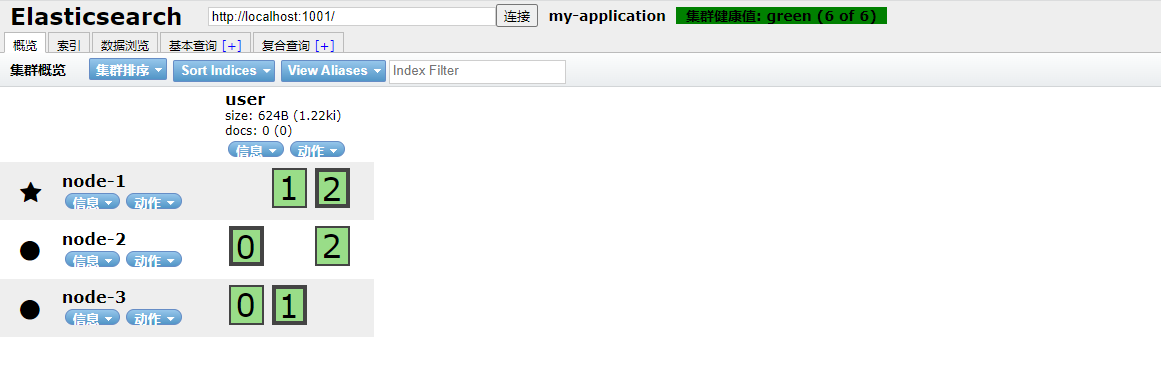 Elasticsearch http://localhost:1001/ 连接 my-application 集群健康值: green (6 of 6)
概览 索引 数据浏览 基本查询 [+] 复合查询 [+]
集群概览 集群排序 Sort Indices View Aliases Index Filter
user
size: 624B (1.22ki)
docs: 0 (0)
信息 动作
node-1 1 2
信息 动作
node-2 0 2
信息 动作
node-3 0 1
信息 动作